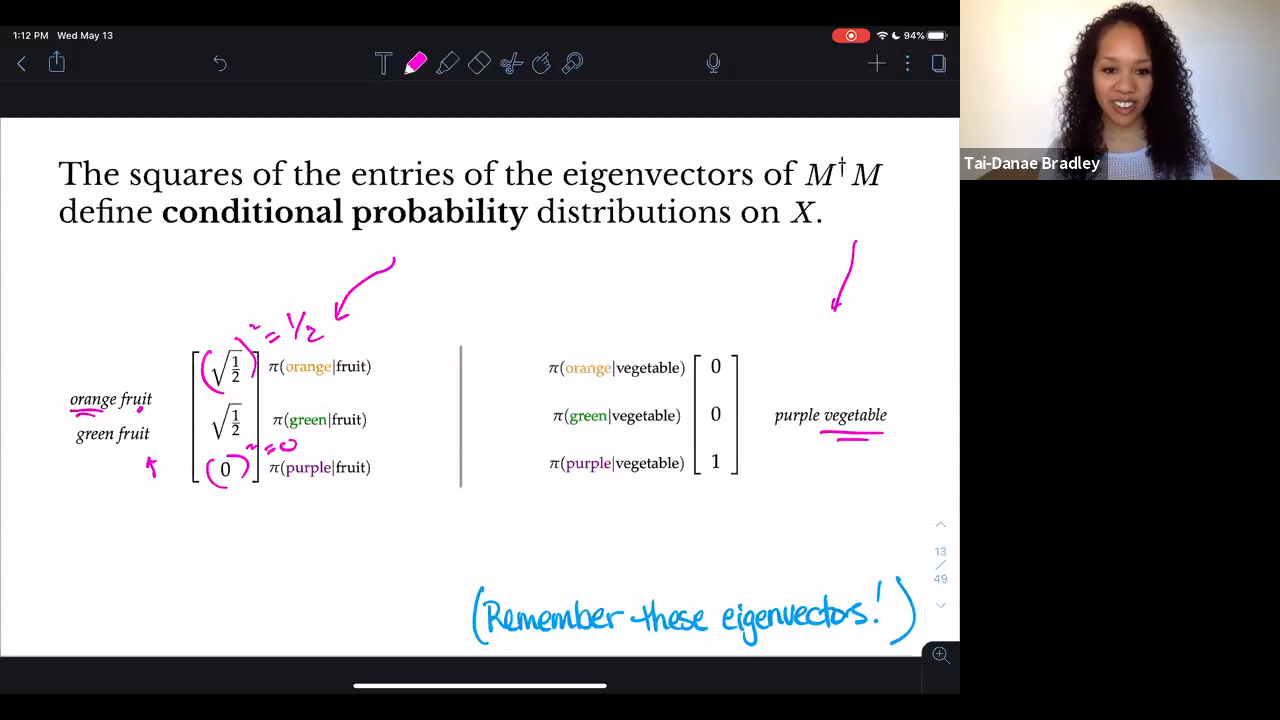 1:12 PM Wed May 13
94%
Tai-Danae Bradley
The squares of the entries of the eigenvectors of M†M
define conditional probability distributions on X.
orange fruit
green fruit
(√1/2)² = 1/2 π(orange|fruit)
√1/2 π(green|fruit)
(0)² = 0 π(purple|fruit)
π(orange|vegetable) 0
π(green|vegetable) 0
π(purple|vegetable) 1
purple vegetable
13
/
49
(Remember these eigenvectors!)